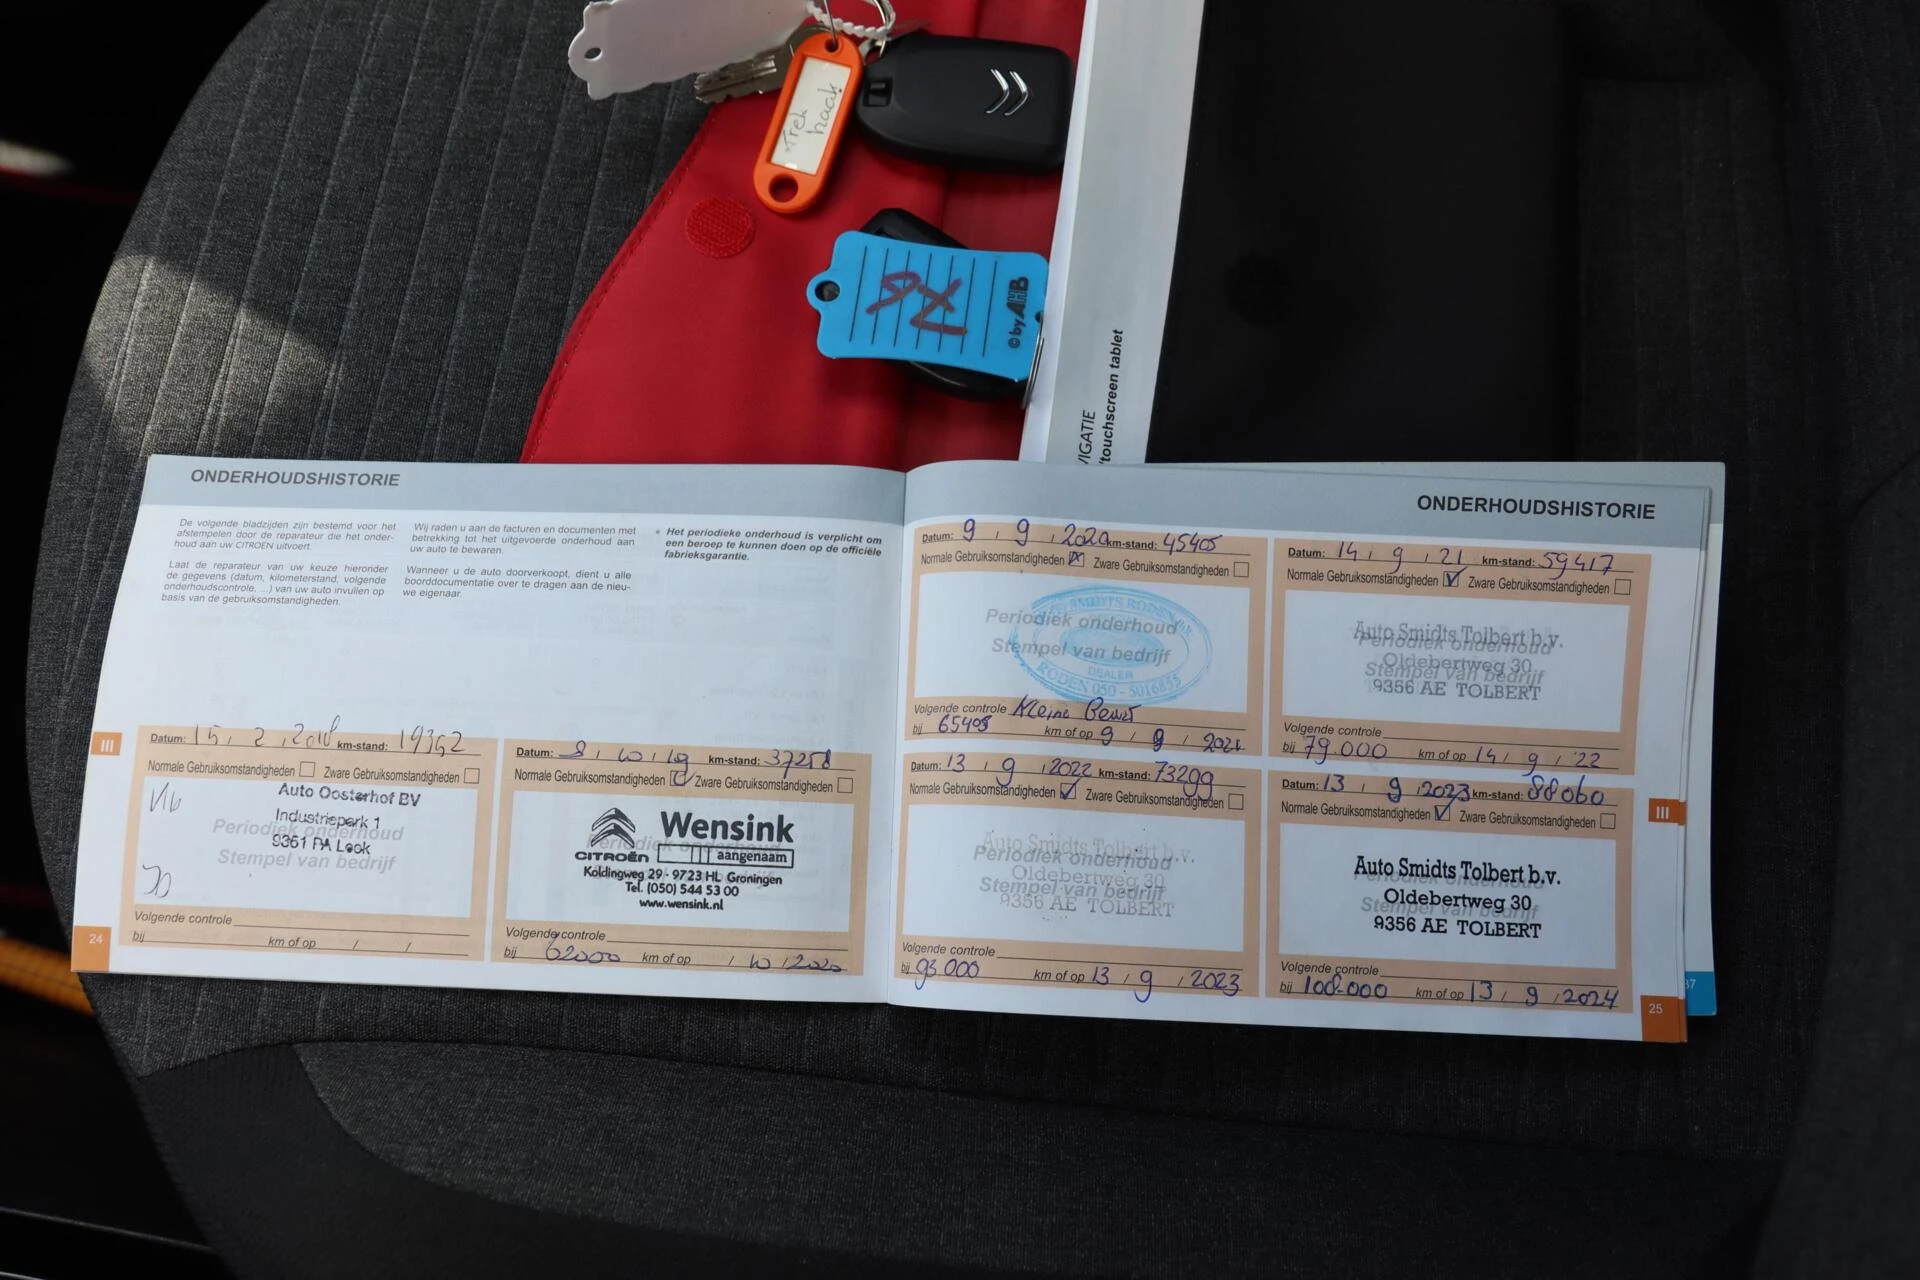 Trek
haak
76
© by AHB
VIGATIE
/touchscreen tablet
ONDERHOUDSHISTORIE
De volgende bladzijden zijn bestemd voor het
afstempelen door de reparateur die het onder-
houd aan uw CITROËN uitvoert.
Laat de reparateur van uw keuze hieronder
de gegevens (datum, kilometerstand, volgende
onderhoudscontrole, ...) van uw auto invullen op
basis van de gebruiksomstandigheden.
Wij raden u aan de facturen en documenten met
betrekking tot het uitgevoerde onderhoud aan
uw auto te bewaren.
Wanneer u de auto doorverkoopt, dient u alle
boorddocumentatie over te dragen aan de nieu-
we eigenaar.
* Het periodieke onderhoud is verplicht om
een beroep te kunnen doen op de officiële
fabrieksgarantie.
III
Datum: 15 / 2 / 2018 km-stand: 19362
Normale Gebruiksomstandigheden Zware Gebruiksomstandigheden
Auto Oosterhof BV
Industriepark 1
9351 PA Leek
Periodiek onderhoud
Stempel van bedrijf
Volgende controle
bij km of op / /
24
Datum: 8 / 10 / 19 km-stand: 37258
Normale Gebruiksomstandigheden Zware Gebruiksomstandigheden
Wensink
CITROËN aangenaam
Koldingweg 29 - 9723 HL Groningen
Tel. (050) 544 53 00
www.wensink.nl
Volgende controle
bij 62000 km of op / 10 / 2020
ONDERHOUDSHISTORIE
Datum: 9 / 9 / 2020 km-stand: 45405
Normale Gebruiksomstandigheden Zware Gebruiksomstandigheden
SMIDTS RODEN B.V.
Periodiek onderhoud
Stempel van bedrijf
DEALER
RODEN 050 - 5016855
Volgende controle Kleine Beurt
bij 65405 km of op 9 / 9 / 2021
Datum: 14 / 9 / 21 km-stand: 59417
Normale Gebruiksomstandigheden Zware Gebruiksomstandigheden
Auto Smidts Tolbert b.v.
Periodiek onderhoud
Oldebertweg 30
Stempel van bedrijf
9356 AE TOLBERT
Volgende controle
bij 79.000 km of op 14 / 9 / '22
Datum: 13 / 9 / 2022 km-stand: 73299
Normale Gebruiksomstandigheden Zware Gebruiksomstandigheden
Auto Smidts Tolbert b.v.
Periodiek onderhoud
Oldebertweg 30
Stempel van bedrijf
9356 AE TOLBERT
Volgende controle
bij 93.000 km of op 13 / 9 / 2023
Datum: 13 / 9 / 2023 km-stand: 88060
Normale Gebruiksomstandigheden Zware Gebruiksomstandigheden
Auto Smidts Tolbert b.v.
Periodiek onderhoud
Oldebertweg 30
Stempel van bedrijf
9356 AE TOLBERT
Volgende controle
bij 108.000 km of op 13 / 9 / 2024
III
25
37